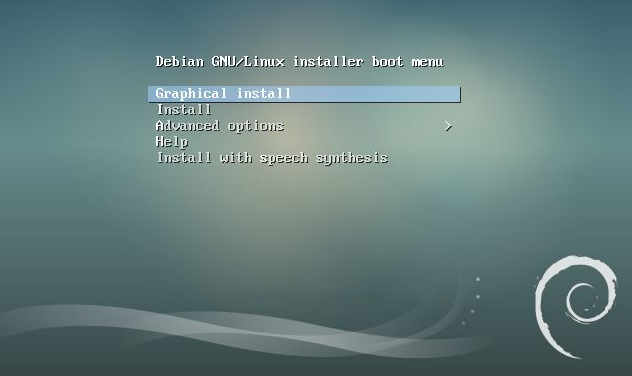 Debian GNU/Linux installer boot menu
Graphical install
Install
Advanced options >
Help
Install with speech synthesis